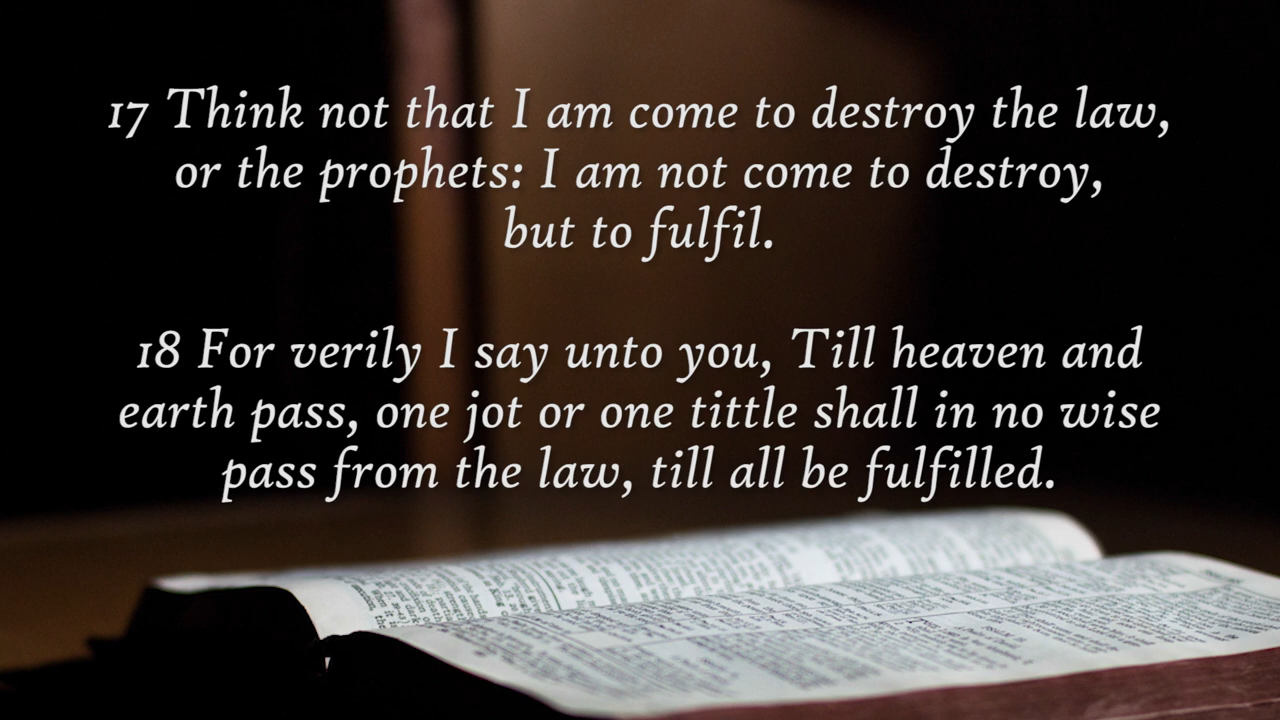 17 Think not that I am come to destroy the law,
or the prophets: I am not come to destroy,
but to fulfil.
18 For verily I say unto you, Till heaven and
earth pass, one jot or one tittle shall in no wise
pass from the law, till all be fulfilled.